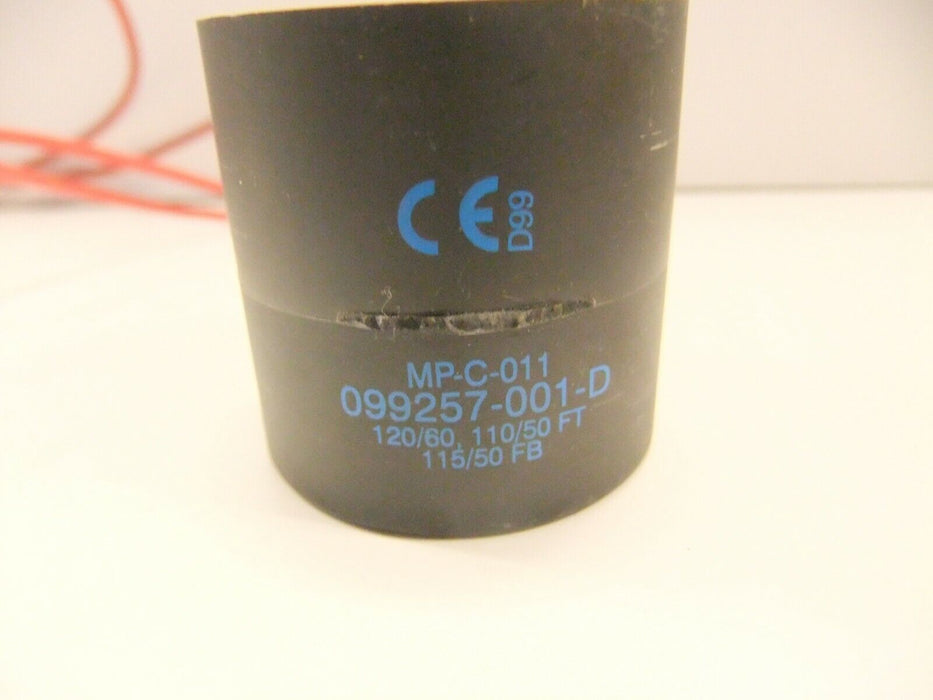 CE D99
MP-C-011
099257-001-D
120/60, 110/50 FT
115/50 FB